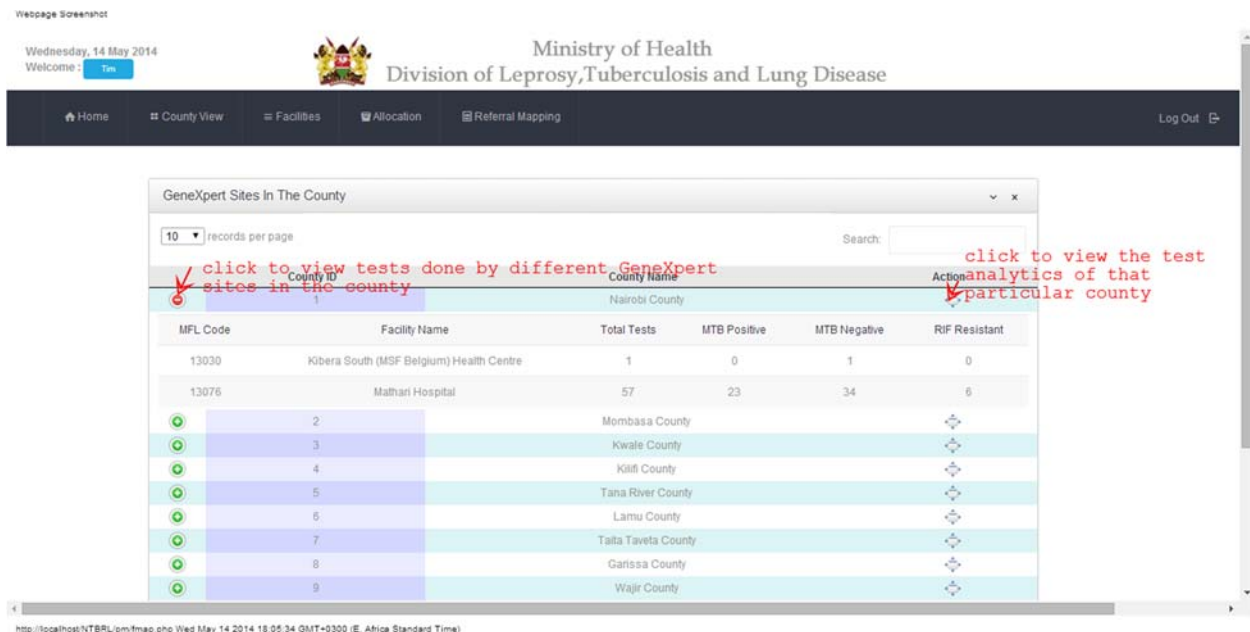 Webpage Screenshot
Wednesday, 14 May 2014
Welcome : Tim
Ministry of Health
Division of Leprosy,Tuberculosis and Lung Disease
Home County View Facilities Allocation Referral Mapping Log Out
GeneXpert Sites In The County
10 records per page Search:
click to view tests done by different GeneXpert
sites in the county
click to view the test
analytics of that
particular county
County ID County Name Action
1 Nairobi County
MFL Code Facility Name Total Tests MTB Positive MTB Negative RIF Resistant
13030 Kibera South (MSF Belgium) Health Centre 1 0 1 0
13076 Mathari Hospital 57 23 34 6
2 Mombasa County
3 Kwale County
4 Kilifi County
5 Tana River County
6 Lamu County
7 Taita Taveta County
8 Garissa County
9 Wajir County
http://localhost/NTBRL/pm/fmap.php Wed May 14 2014 18:05:34 GMT+0300 (E. Africa Standard Time)